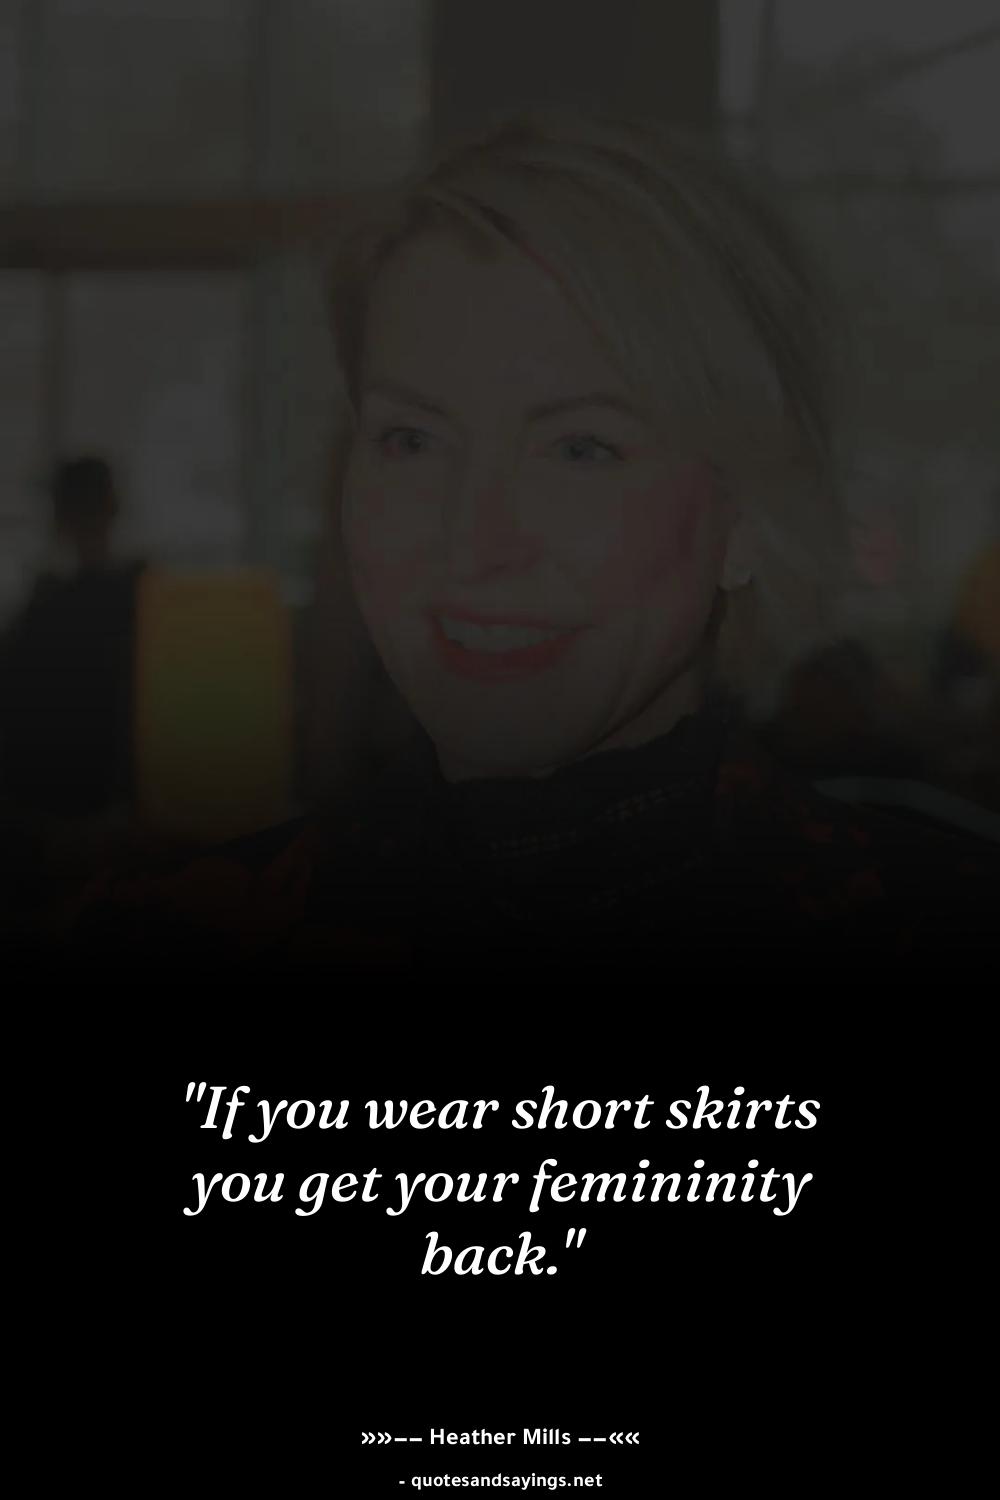 "If you wear short skirts
you get your femininity
back."
»»−− Heather Mills −−««
- quotesandsayings.net